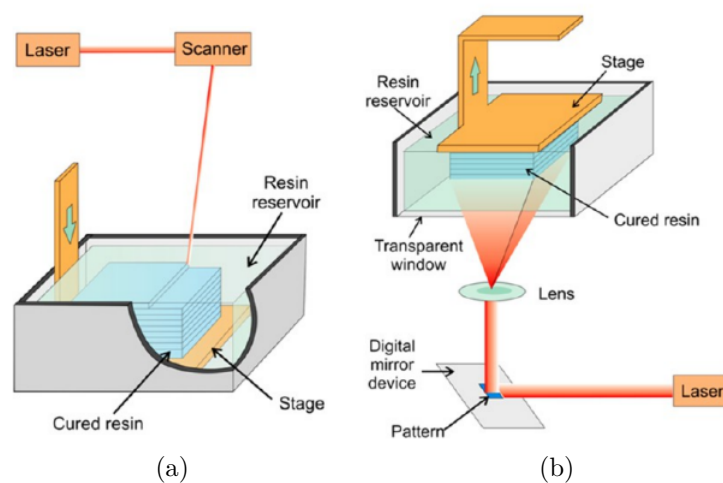 Laser
Scanner
Resin
reservoir
Cured resin
Stage
(a)
Stage
Resin
reservoir
Cured resin
Transparent
window
Lens
Digital
mirror
device
Laser
Pattern
(b)